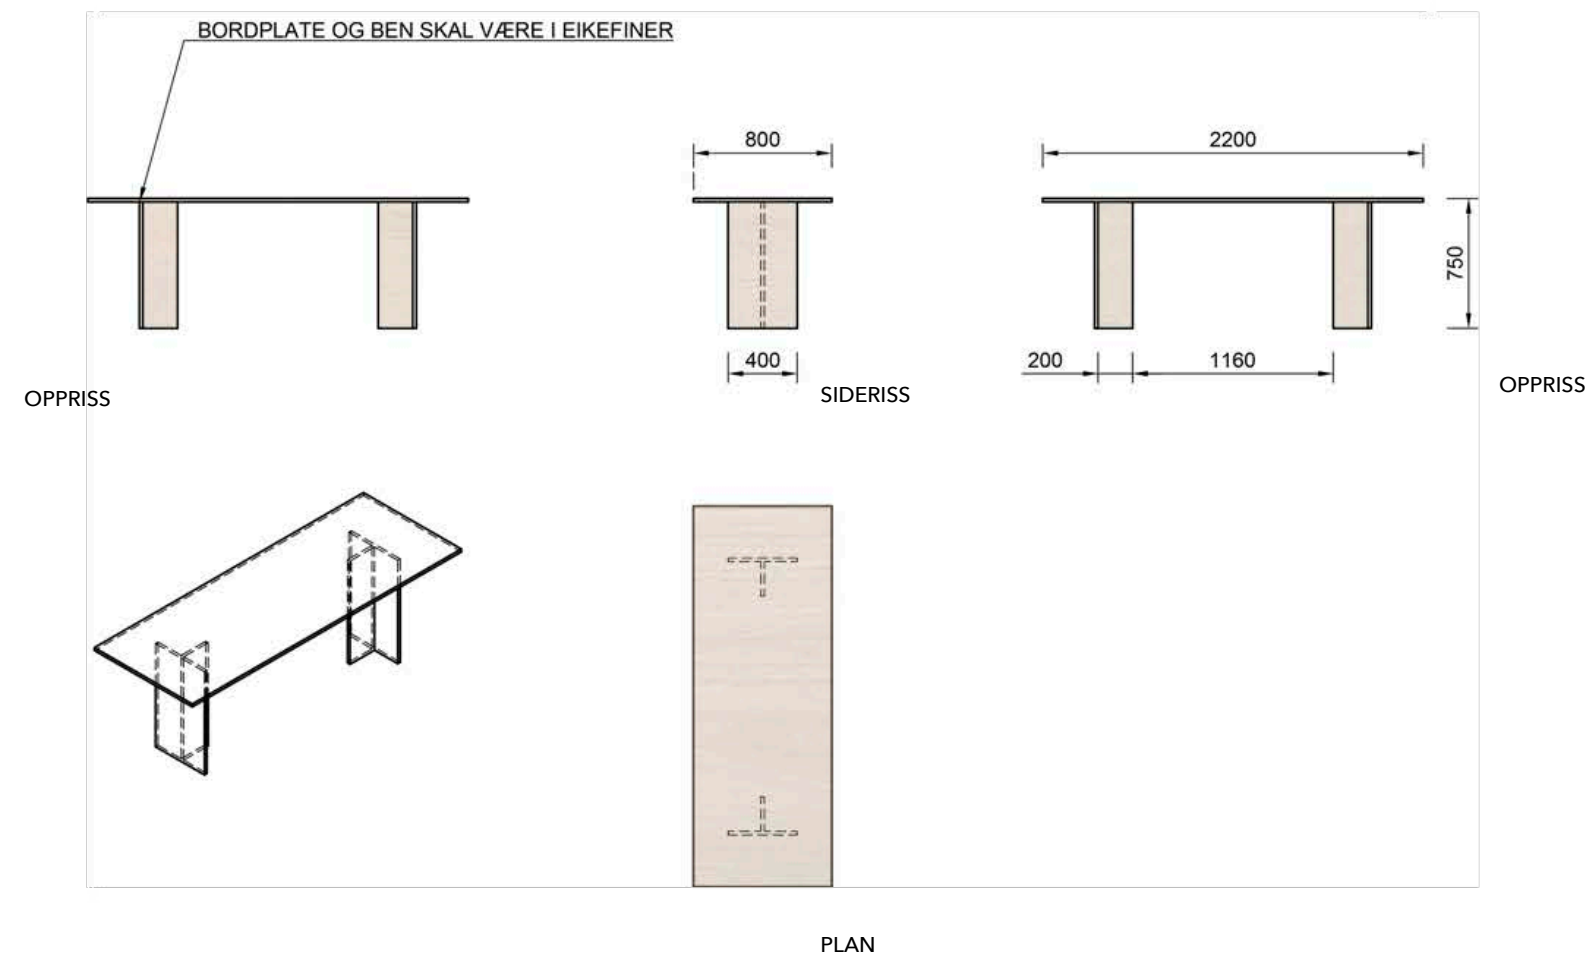 BORDPLATE OG BEN SKAL VÆRE I EIKEFINER
800
2200
750
400
200
1160
OPPRISS
SIDERISS
OPPRISS
PLAN